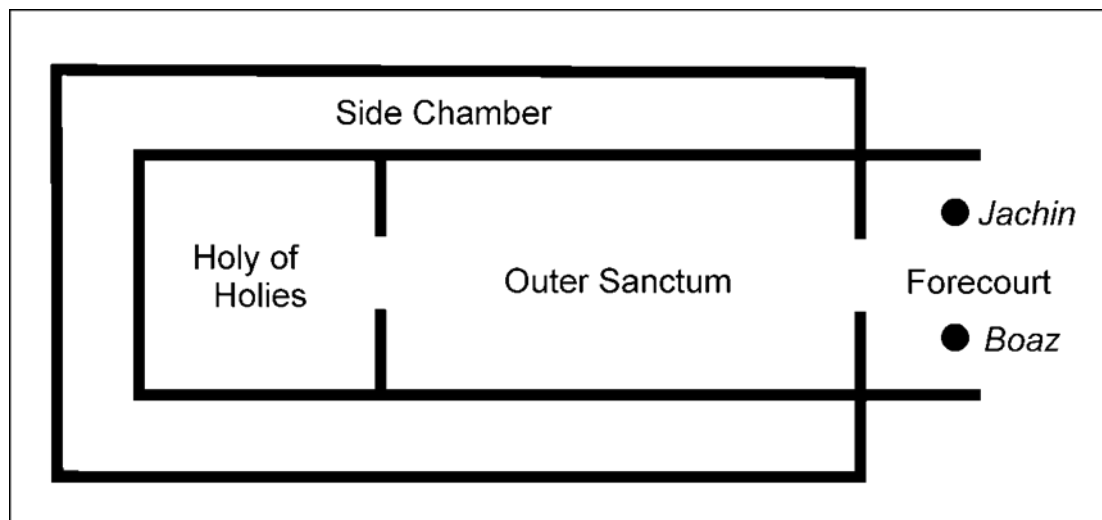 Side Chamber
Jachin
Holy of
Holies
Outer Sanctum
Forecourt
Boaz